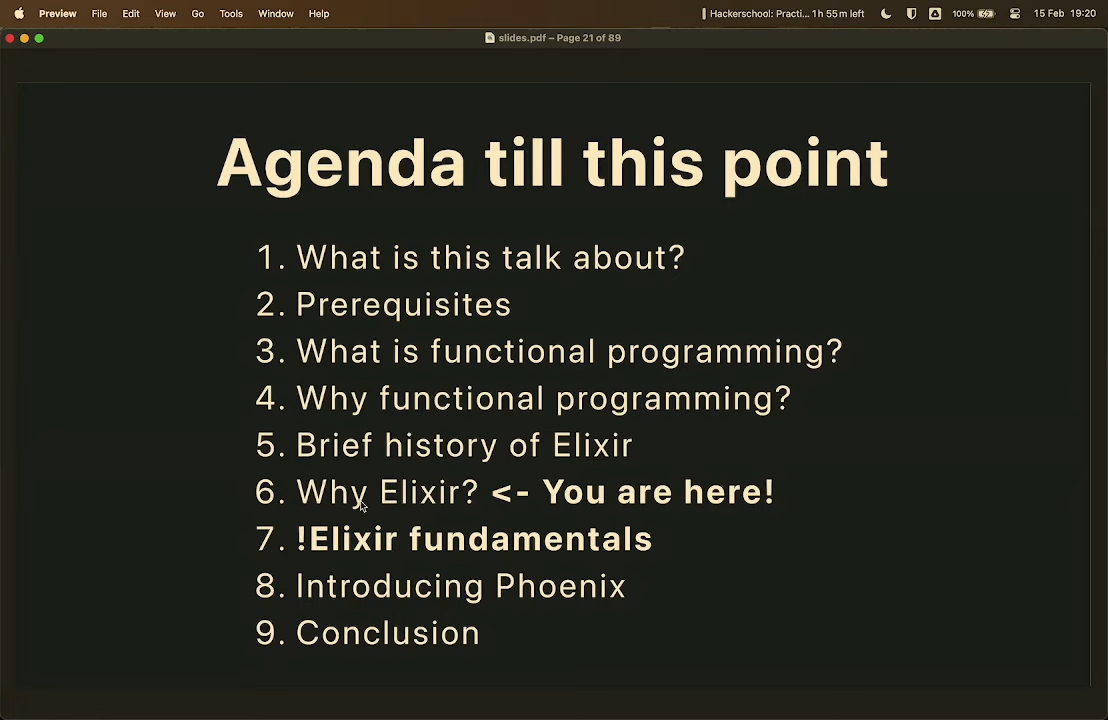 Preview File Edit View Go Tools Window Help Hackerschool: Practi... 1h 55m left 100% 15 Feb 19:20
slides.pdf – Page 21 of 89
Agenda till this point
1. What is this talk about?
2. Prerequisites
3. What is functional programming?
4. Why functional programming?
5. Brief history of Elixir
6. Why Elixir? <- You are here!
7. !Elixir fundamentals
8. Introducing Phoenix
9. Conclusion